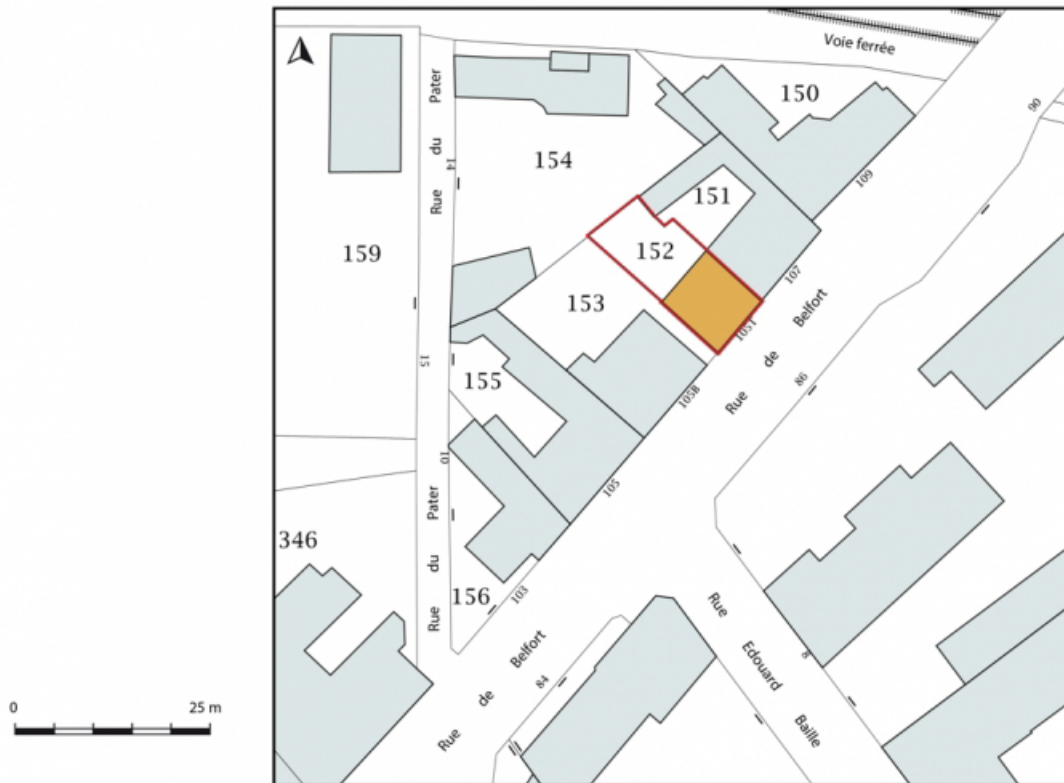 Voie ferrée
90
150
109
154
14
Rue du Pater
151
152
159
107
153
105T
Rue de Belfort
15
86
155
105B
10
105
Rue du Pater
346
156
103
Rue de Belfort
84
8
Rue Edouard Baille
0 25 m